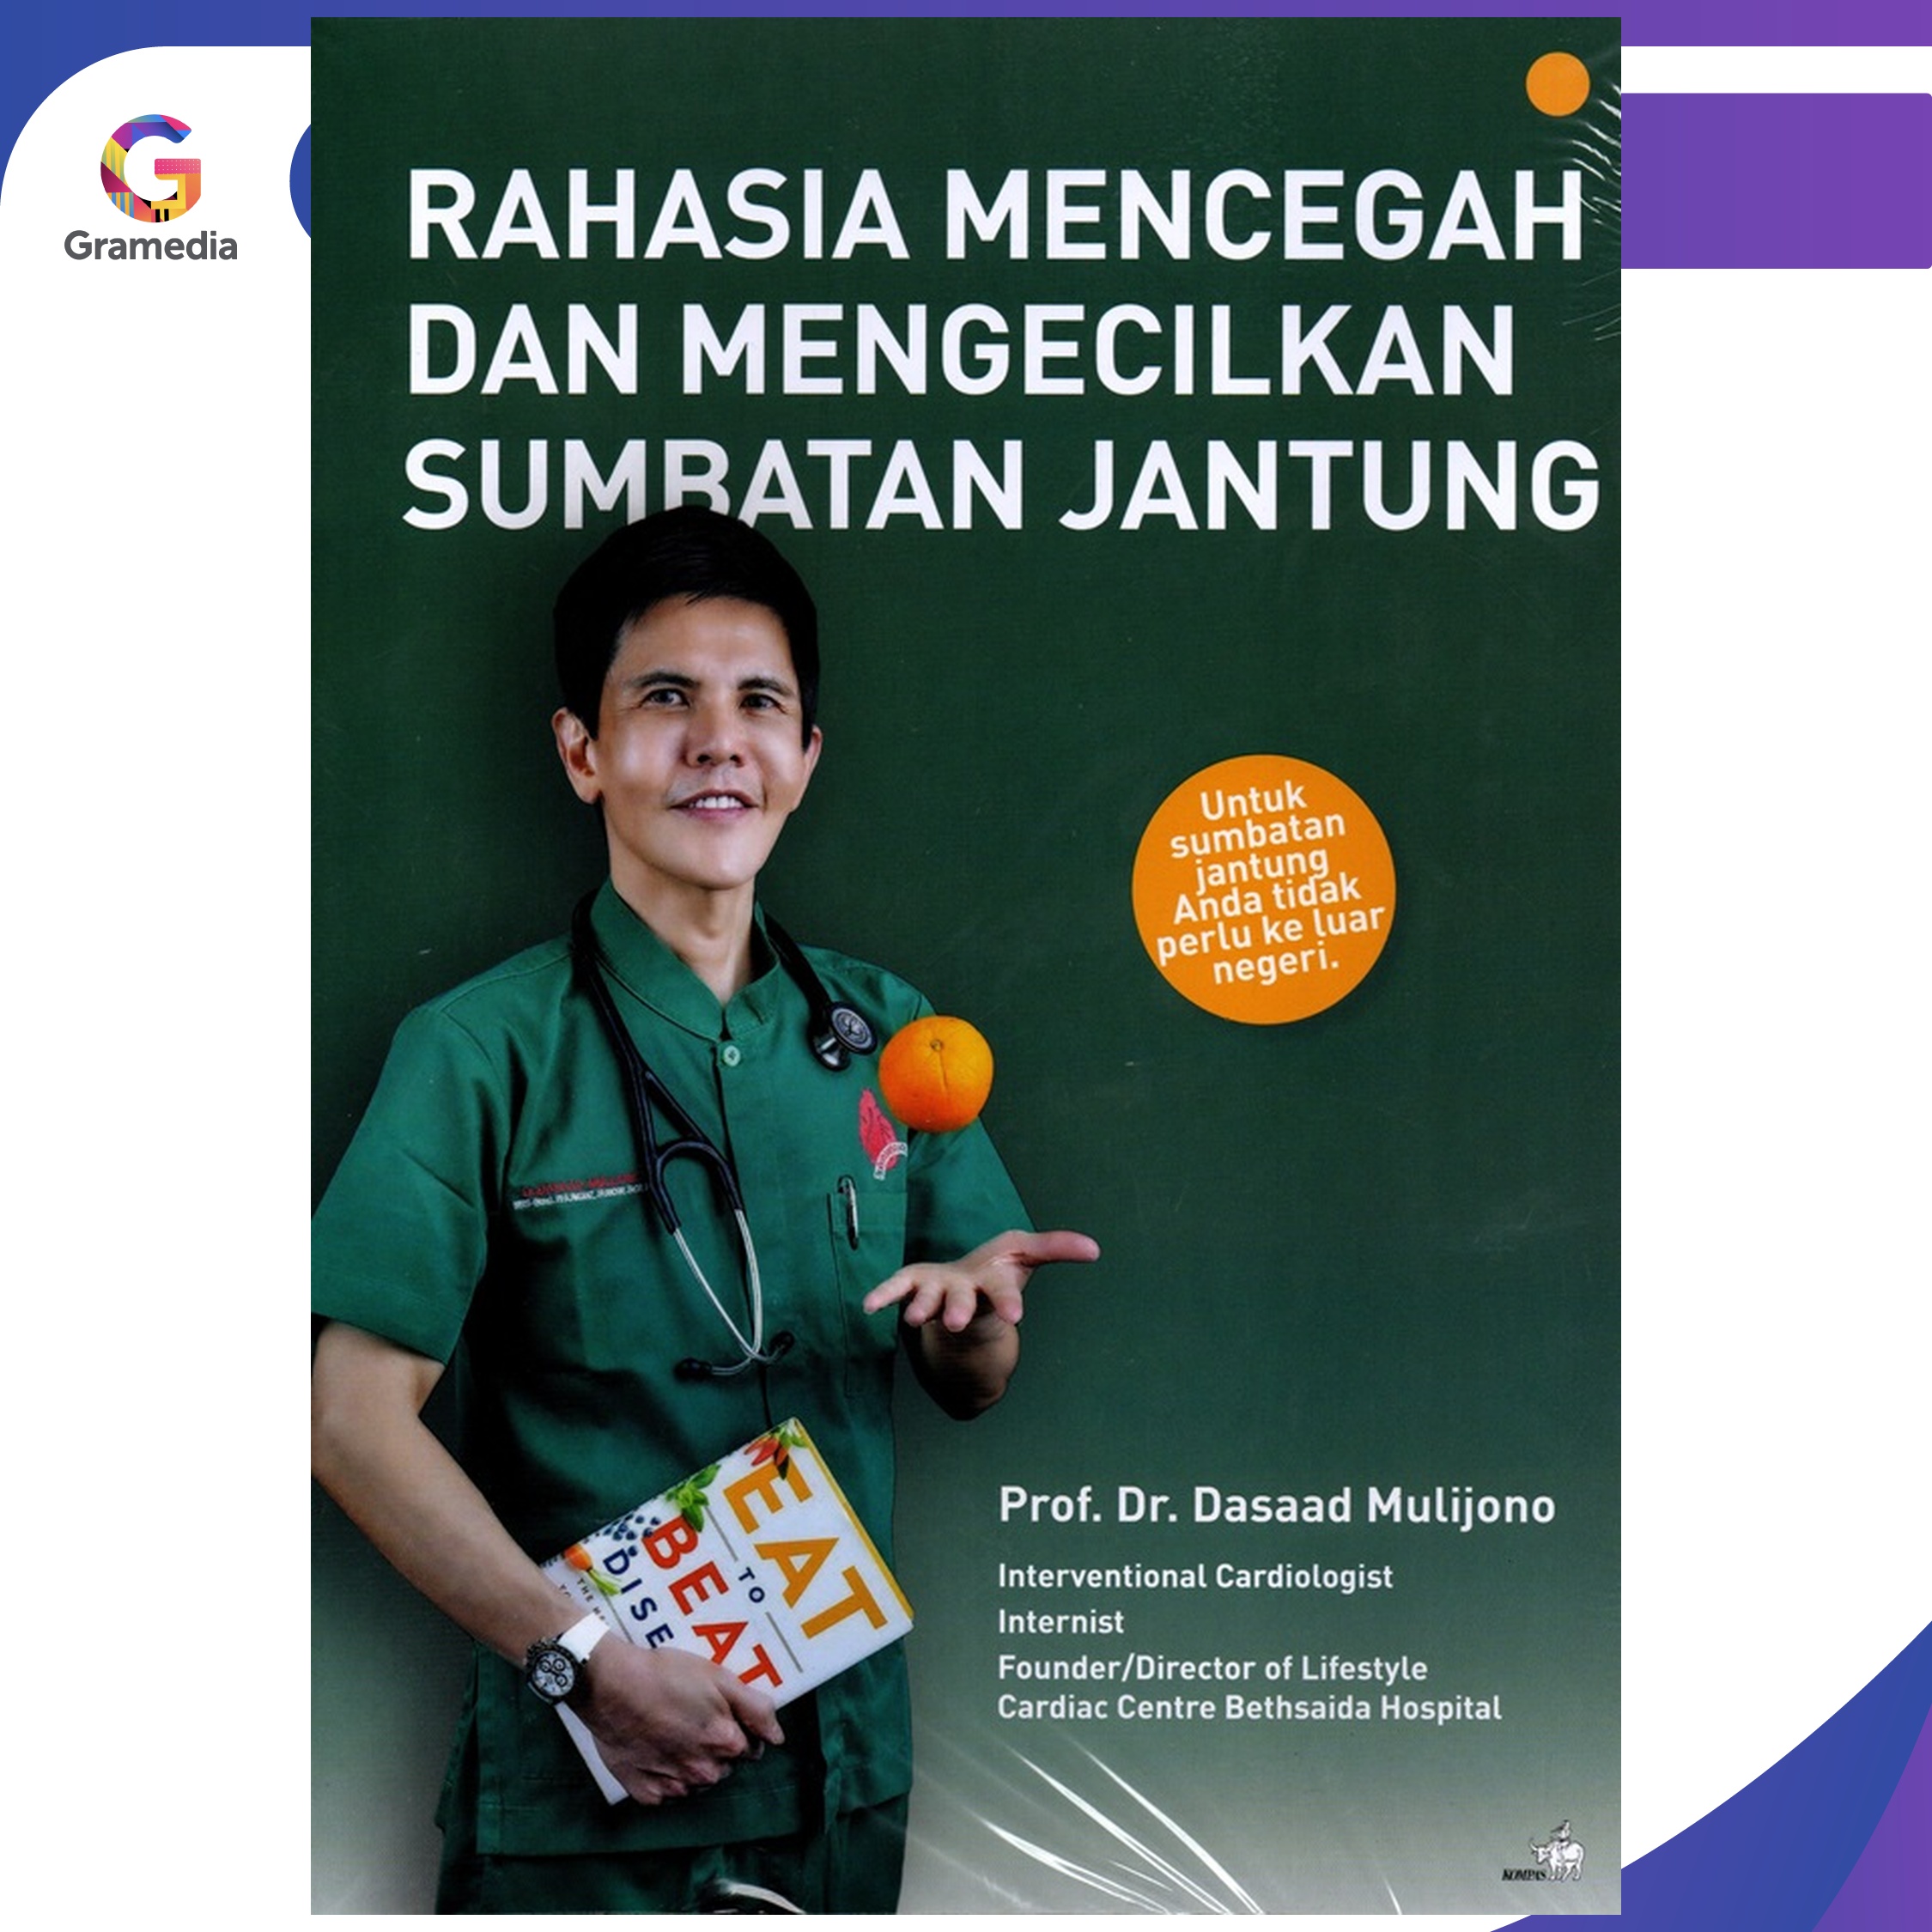 Gramedia
RAHASIA MENCEGAH
DAN MENGECILKAN
SUMBATAN JANTUNG
Untuk
sumbatan
jantung
Anda tidak
perlu ke luar
negeri.
EAT
TO
BEAT
DISE
THE
Prof. Dr. Dasaad Mulijono
Interventional Cardiologist
Internist
Founder/Director of Lifestyle
Cardiac Centre Bethsaida Hospital
KOMPAS